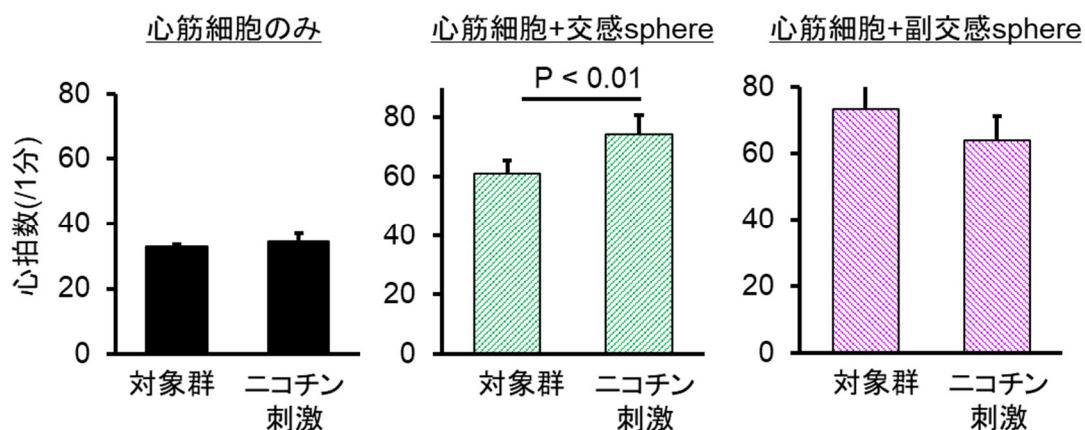 心筋細胞のみ
心筋細胞+交感sphere
心筋細胞+副交感sphere
心拍数(/1分)
80
60
40
20
0
対象群
ニコチン
刺激
P < 0.01
80
60
40
20
0
対象群
ニコチン
刺激
80
60
40
20
0
対象群
ニコチン
刺激